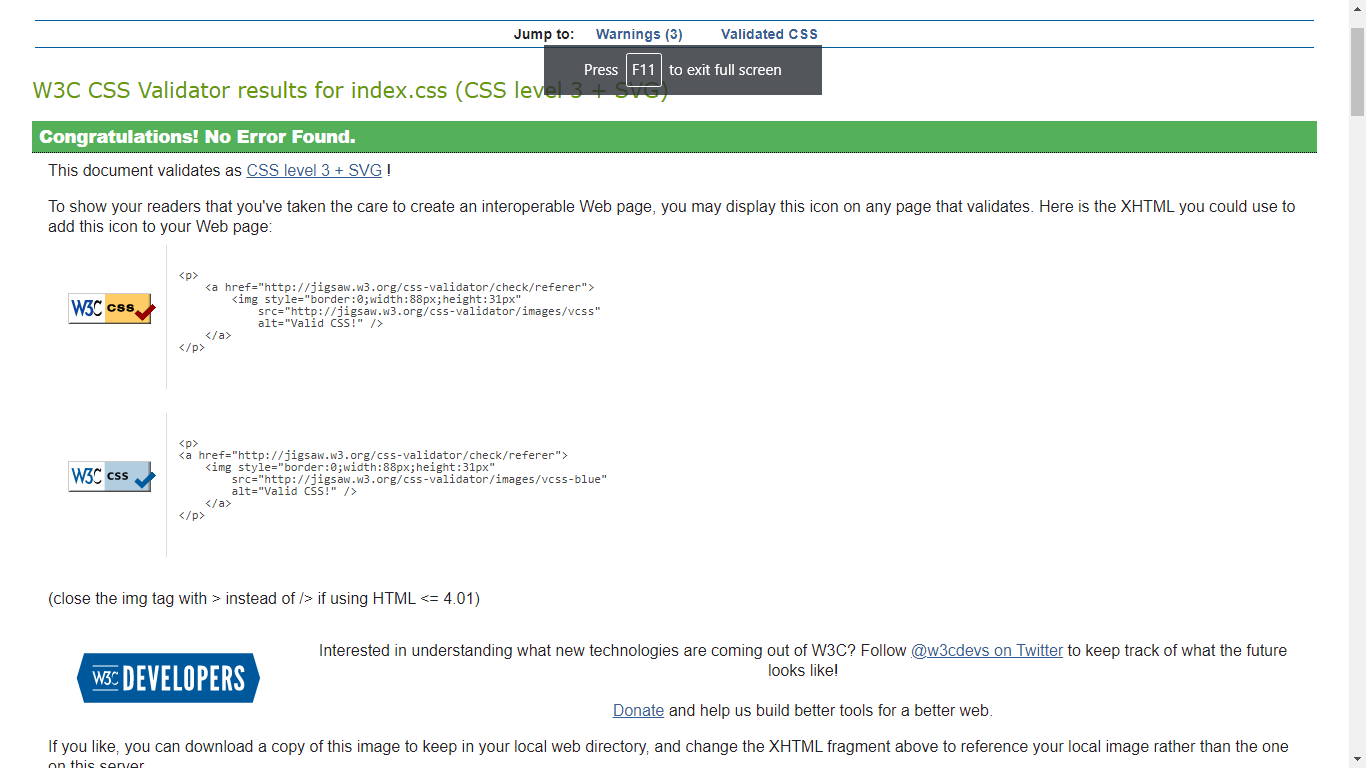 Jump to: Warnings (3) Validated CSS
Press F11 to exit full screen
W3C CSS Validator results for index.css (CSS level 3 + SVG)
Congratulations! No Error Found.
This document validates as CSS level 3 + SVG !
To show your readers that you've taken the care to create an interoperable Web page, you may display this icon on any page that validates. Here is the XHTML you could use to
add this icon to your Web page:
W3C css
<p>
<a href="http://jigsaw.w3.org/css-validator/check/referer">
<img style="border:0;width:88px;height:31px"
src="http://jigsaw.w3.org/css-validator/images/vcss"
alt="Valid CSS!" />
</a>
</p>
W3C css
<p>
<a href="http://jigsaw.w3.org/css-validator/check/referer">
<img style="border:0;width:88px;height:31px"
src="http://jigsaw.w3.org/css-validator/images/vcss-blue"
alt="Valid CSS!" />
</a>
</p>
(close the img tag with > instead of /> if using HTML <= 4.01)
W3C DEVELOPERS
Interested in understanding what new technologies are coming out of W3C? Follow @w3cdevs on Twitter to keep track of what the future
looks like!
Donate and help us build better tools for a better web.
If you like, you can download a copy of this image to keep in your local web directory, and change the XHTML fragment above to reference your local image rather than the one
on this server.